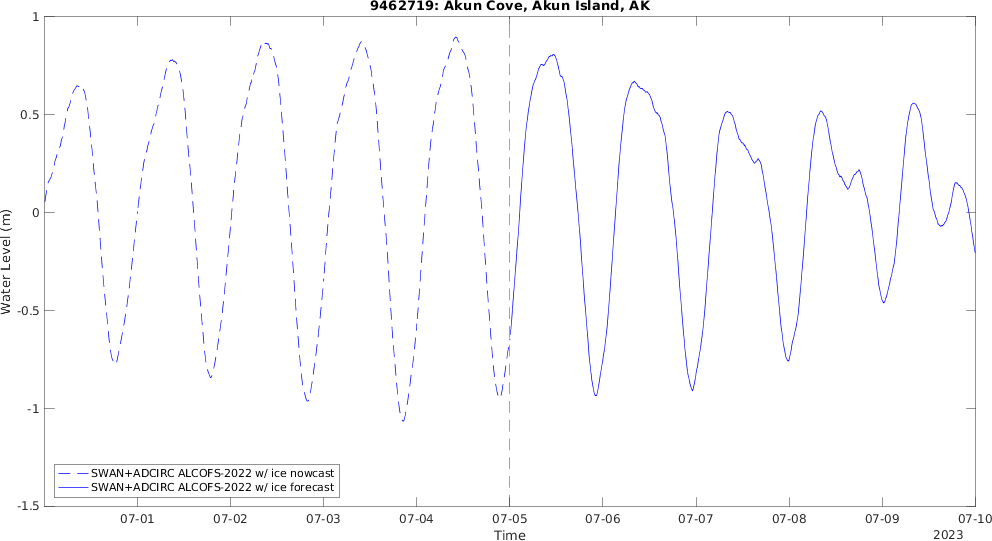 9462719: Akun Cove, Akun Island, AK
1
0.5
0
-0.5
-1
-1.5
Water Level (m)
SWAN+ADCIRC ALCOFS-2022 w/ ice nowcast
SWAN+ADCIRC ALCOFS-2022 w/ ice forecast
07-01 07-02 07-03 07-04 07-05 07-06 07-07 07-08 07-09 07-10
Time
2023